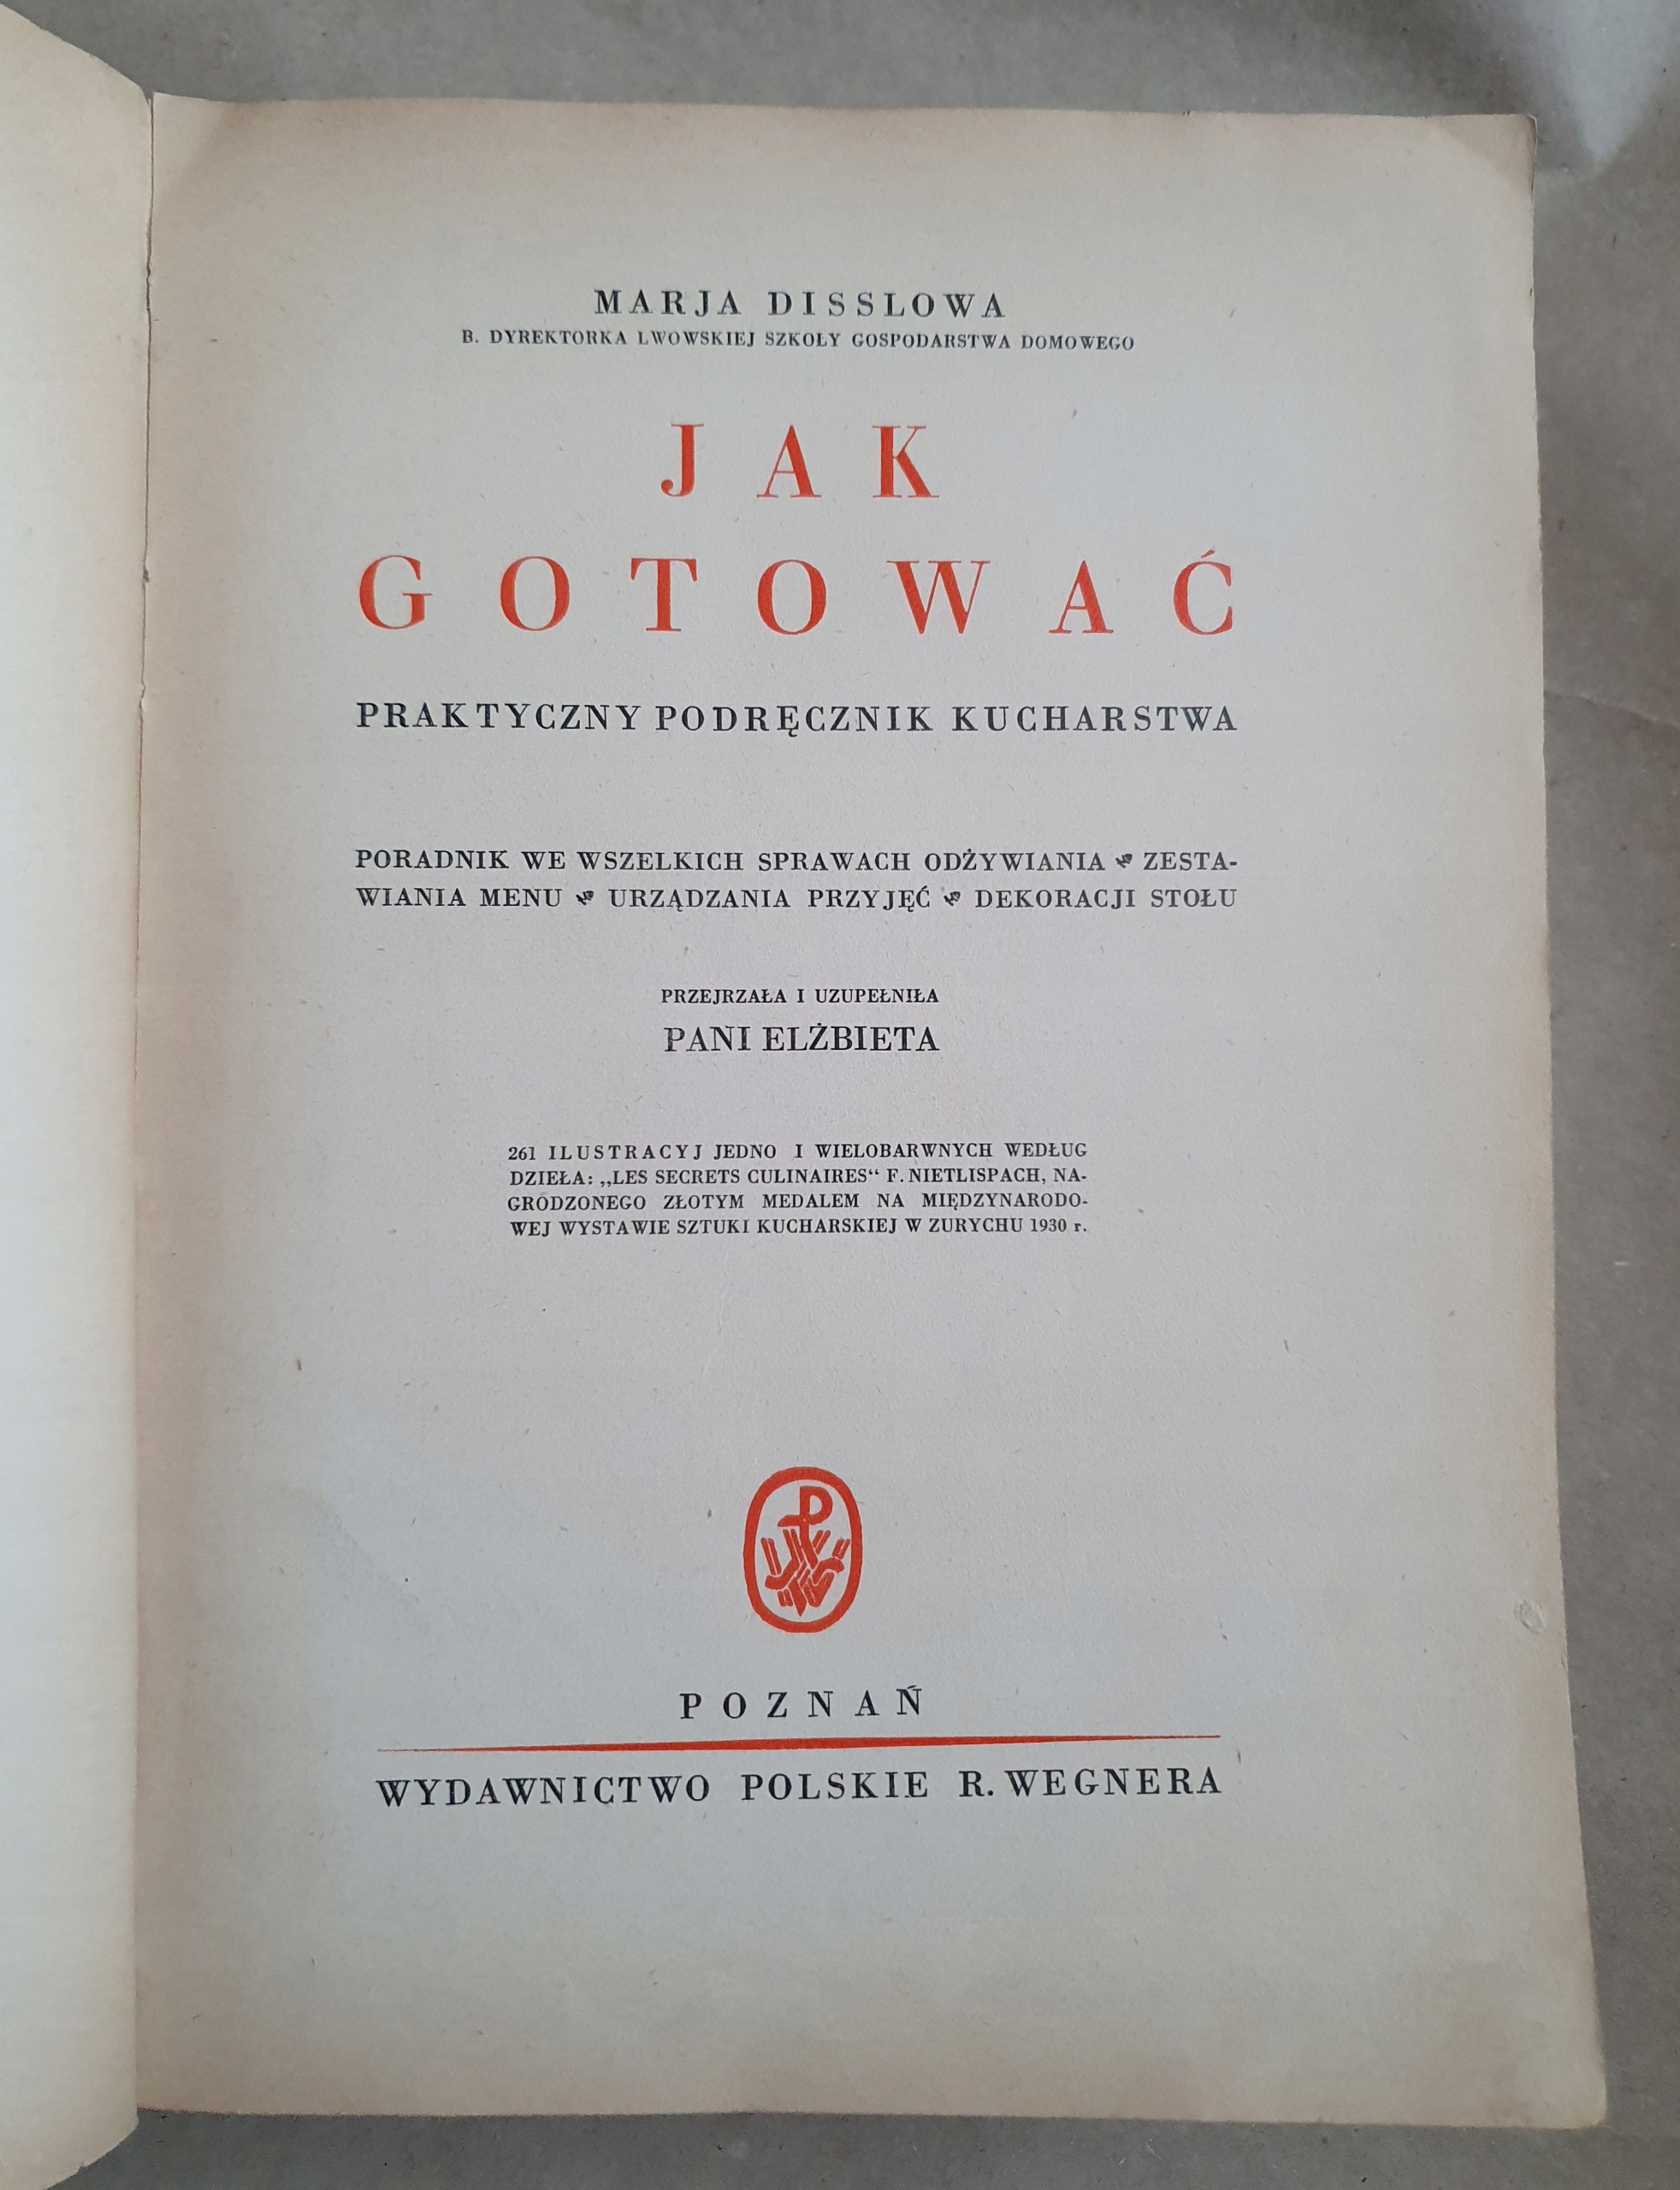 MARJA DISSLOWA
B. DYREKTORKA LWOWSKIEJ SZKOŁY GOSPODARSTWA DOMOWEGO
JAK
GOTOWAĆ
PRAKTYCZNY PODRĘCZNIK KUCHARSTWA
PORADNIK WE WSZELKICH SPRAWACH ODŻYWIANIA ZESTA-
WIANIA MENU URZĄDZANIA PRZYJĘĆ DEKORACJI STOŁU
PRZEJRZAŁA I UZUPEŁNIŁA
PANI ELŻBIETA
261 ILUSTRACYJ JEDNO I WIELOBARWNYCH WEDŁUG
DZIEŁA: „LES SECRETS CULINAIRES“ F. NIETLISPACH, NA-
GRODZONEGO ZŁOTYM MEDALEM NA MIĘDZYNARODO-
WEJ WYSTAWIE SZTUKI KUCHARSKIEJ W ZURYCHU 1930 r.
POZNAŃ
WYDAWNICTWO POLSKIE R. WEGNERA